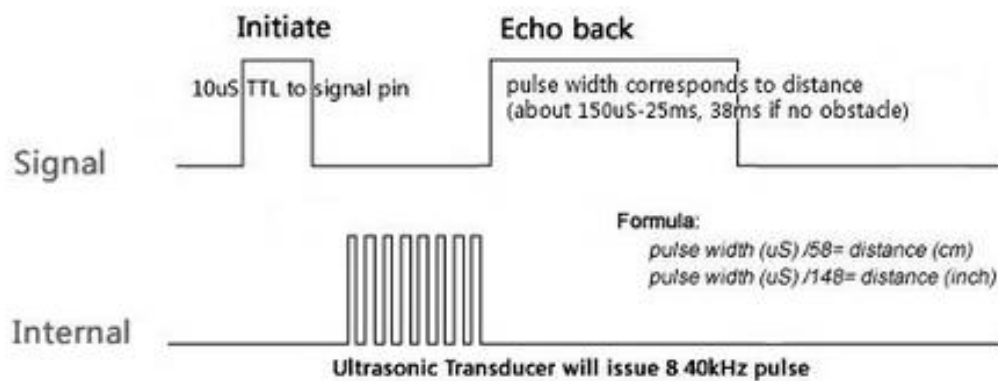 Initiate
Echo back
10uS TTL to signal pin
pulse width corresponds to distance
(about 150uS-25ms, 38ms if no obstacle)
Signal
Formula:
pulse width (uS) /58= distance (cm)
pulse width (uS) /148= distance (inch)
Internal
Ultrasonic Transducer will issue 8 40kHz pulse